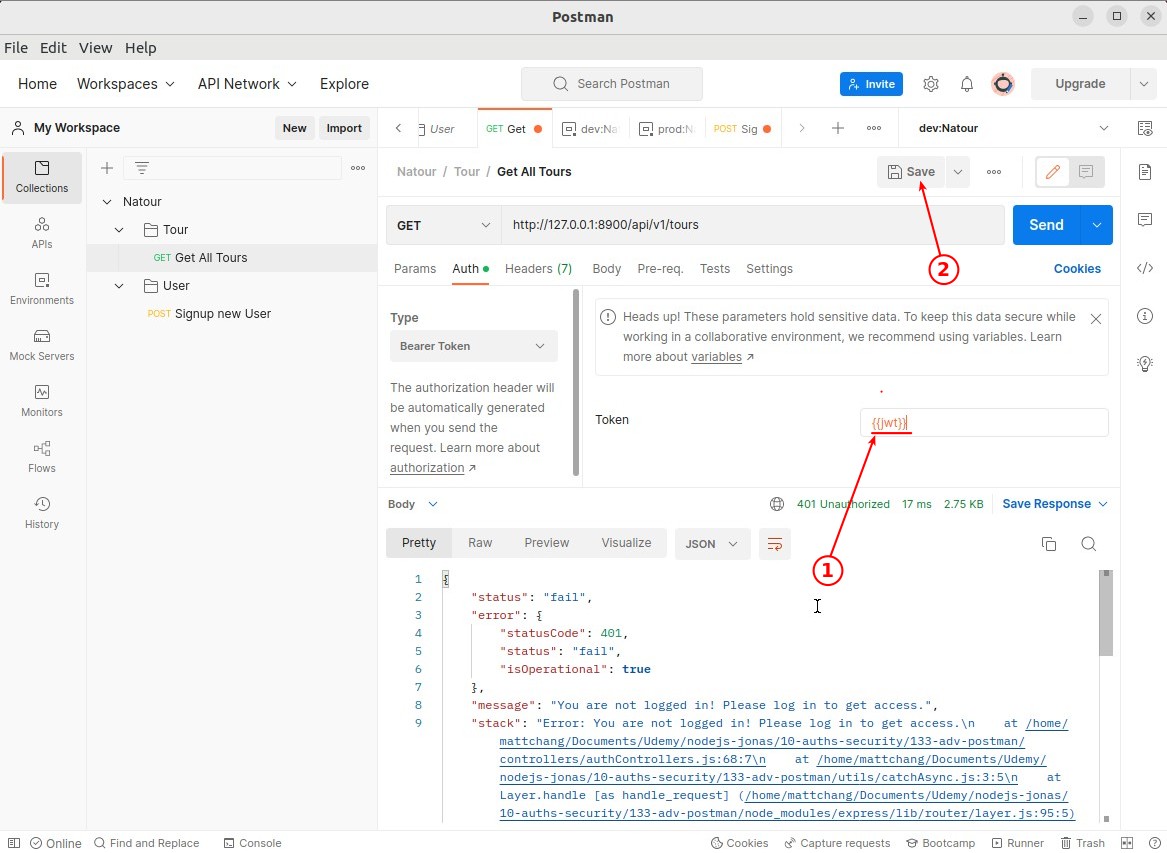 Postman
File Edit View Help
Home Workspaces API Network Explore Search Postman Invite Upgrade
My Workspace New Import
User GET Get dev:Na prod:N POST Sig dev:Natour
Collections
APIs
Environments
Mock Servers
Monitors
Flows
History
Natour
Tour
GET Get All Tours
User
POST Signup new User
Natour / Tour / Get All Tours Save
GET http://127.0.0.1:8900/api/v1/tours Send
2
Params Auth Headers (7) Body Pre-req. Tests Settings Cookies
Type
Bearer Token
The authorization header will
be automatically generated
when you send the
request. Learn more about
authorization ↗
Heads up! These parameters hold sensitive data. To keep this data secure while
working in a collaborative environment, we recommend using variables. Learn
more about variables ↗
Token {{jwt}}
1
Body 401 Unauthorized 17 ms 2.75 KB Save Response
Pretty Raw Preview Visualize JSON
1 {
2 "status": "fail",
3 "error": {
4 "statusCode": 401,
5 "status": "fail",
6 "isOperational": true
7 },
8 "message": "You are not logged in! Please log in to get access.",
9 "stack": "Error: You are not logged in! Please log in to get access.\n at /home/
mattchang/Documents/Udemy/nodejs-jonas/10-auths-security/133-adv-postman/
controllers/authControllers.js:68:7\n at /home/mattchang/Documents/Udemy/
nodejs-jonas/10-auths-security/133-adv-postman/utils/catchAsync.js:3:5\n at
Layer.handle [as handle_request] (/home/mattchang/Documents/Udemy/nodejs-jonas/
10-auths-security/133-adv-postman/node_modules/express/lib/router/layer.js:95:5)
Online Find and Replace Console Cookies Capture requests Bootcamp Runner Trash